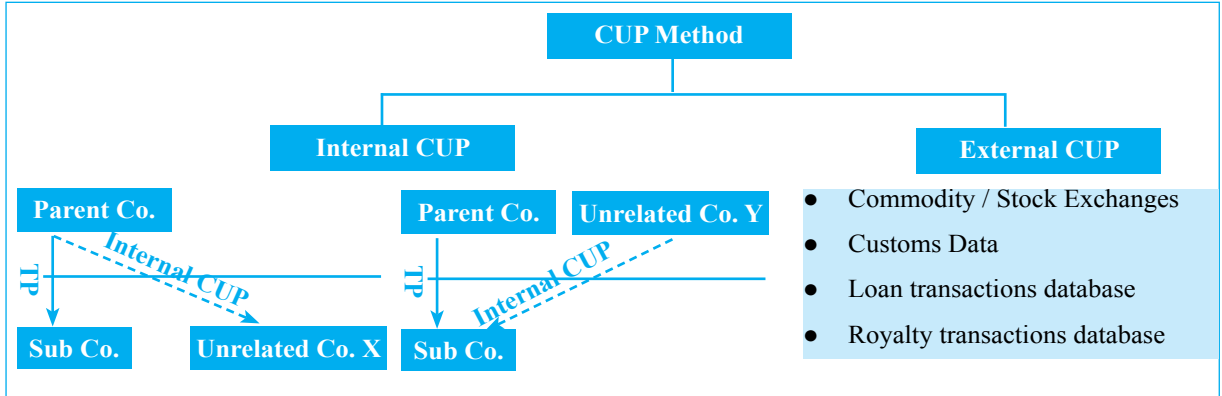 CUP Method
Internal CUP
External CUP
Parent Co.
Internal CUP
TP
Sub Co.
Unrelated Co. X
Parent Co.
Unrelated Co. Y
Internal CUP
TP
Sub Co.
● Commodity / Stock Exchanges
● Customs Data
● Loan transactions database
● Royalty transactions database